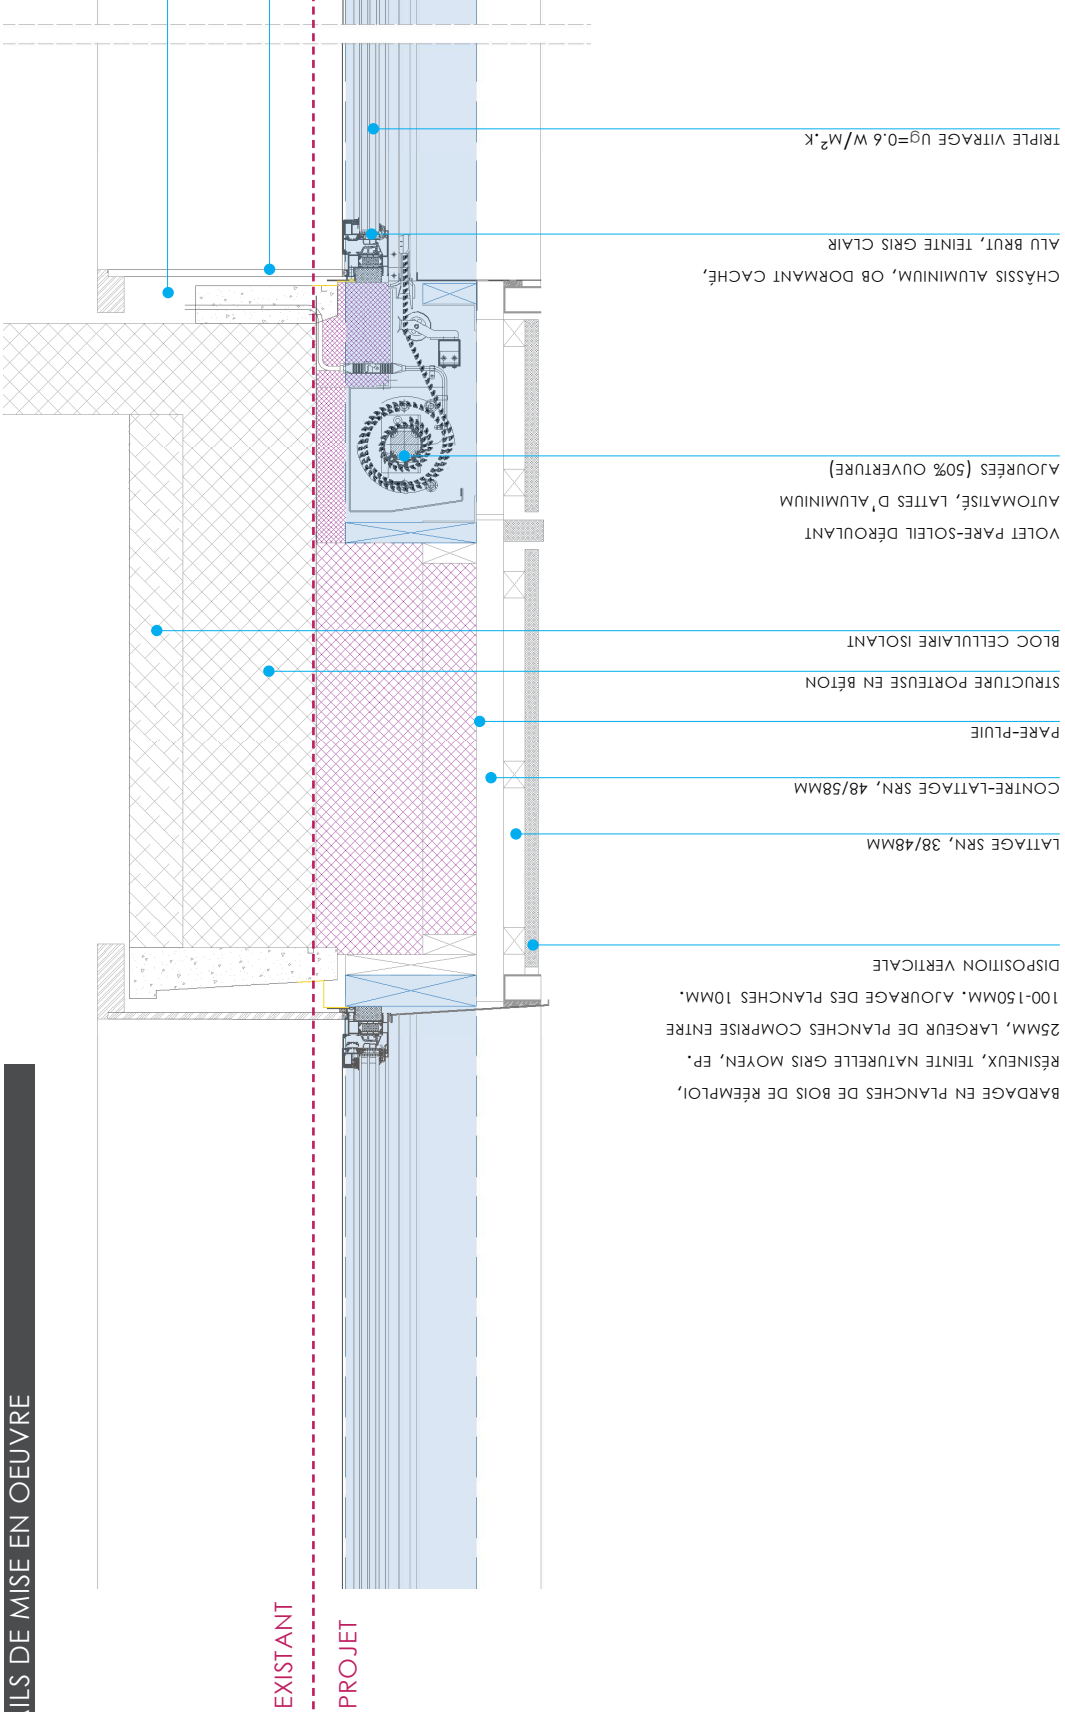 TRIPLE VITRAGE Ug=0.6 W/M².K
CHÂSSIS ALUMINIUM, OB DORMANT CACHÉ,
ALU BRUT, TEINTE GRIS CLAIR
VOLET PARE-SOLEIL DÉROULANT
AUTOMATISÉ, LATTES D'ALUMINIUM
AJOURÉES (50% OUVERTURE)
BLOC CELLULAIRE ISOLANT
STRUCTURE PORTEUSE EN BÉTON
PARE-PLUIE
CONTRE-LATTAGE SRN, 48/58MM
LATTAGE SRN, 38/48MM
BARDAGE EN PLANCHES DE BOIS DE RÉEMPLOI,
RÉSINEUX, TEINTE NATURELLE GRIS MOYEN, EP.
25MM, LARGEUR DE PLANCHES COMPRISE ENTRE
100-150MM. AJOURAGE DES PLANCHES 10MM.
DISPOSITION VERTICALE
EXISTANT
PROJET
AILS DE MISE EN OEUVRE